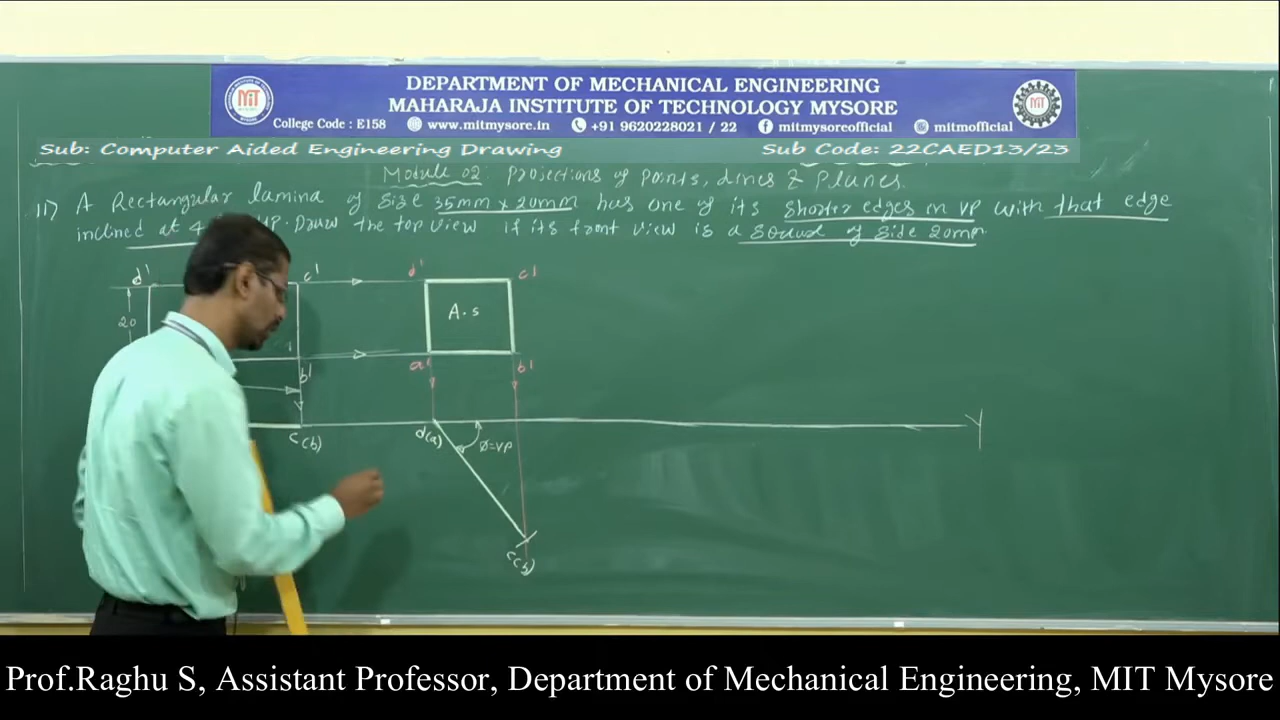 DEPARTMENT OF MECHANICAL ENGINEERING
MAHARAJA INSTITUTE OF TECHNOLOGY MYSORE
College Code : E158 www.mitmysore.in +91 9620228021 / 22 mitmysoreofficial mitmofficial
MIT
MIT
Sub: Computer Aided Engineering Drawing Sub Code: 22CAED13/23
Module 02 Projections of Points, Lines & Planes.
11) A Rectangular lamina of size 35mm x 20mm has one of its shorter edges in VP with that edge
inclined at 4 HP. Draw the top view if its front view is a Square of side 20mm
d' c' d' c'
20 A.s
b' a' b'
c(b) d(a) Ø=VP Y
c(b)
Prof.Raghu S, Assistant Professor, Department of Mechanical Engineering, MIT Mysore